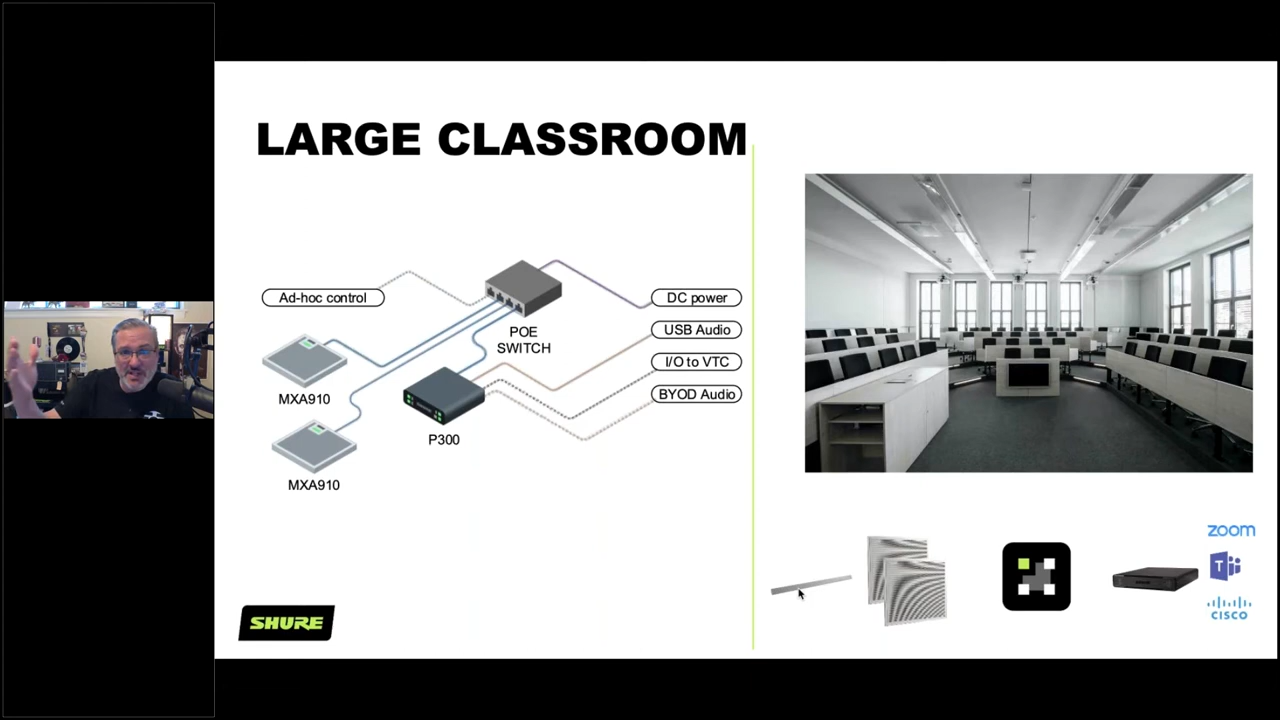 LARGE CLASSROOM
Ad-hoc control
DC power
USB Audio
I/O to VTC
BYOD Audio
POE
SWITCH
MXA910
P300
MXA910
SHURE
zoom
T
CISCO